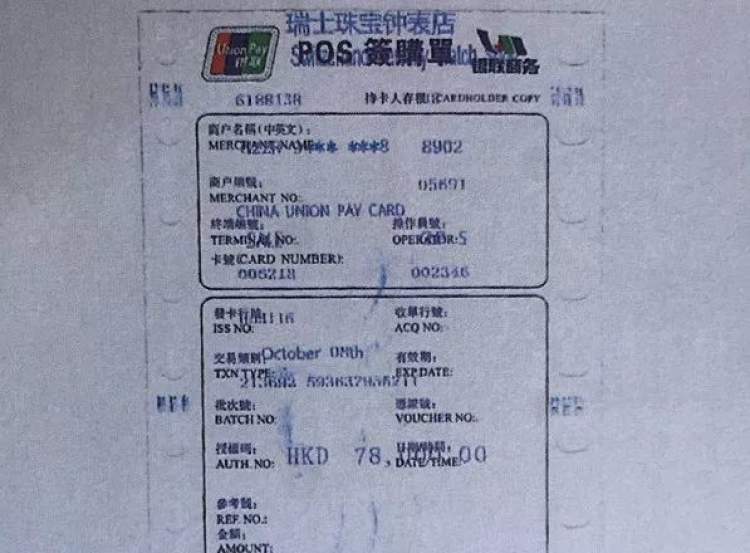 瑞士珠宝钟表店
UnionPay
银联
POS 簽購單
银联商务
6188138
持卡人存根 CARDHOLDER COPY
商户名稱(中英文):
MERCHANT NAME
***8 8902
商户編號:
05691
MERCHANT NO:
CHINA UNION PAY CARD
終端編號:
操作員號:
TERMINAL NO:
OPERATOR:
卡號(CARD NUMBER):
006218
002346
發卡行號:
收單行號:
ISS NO:
ACQ NO:
交易類別:
October 08th
有效期:
TXN TYPE:
EXP.DATE:
批次號:
憑證號:
BATCH NO:
VOUCHER NO:
授權碼:
日期/時間:
AUTH. NO:
HKD 78,
DATE/TIME:
参考號:
REF. NO.:
金額:
AMOUNT: